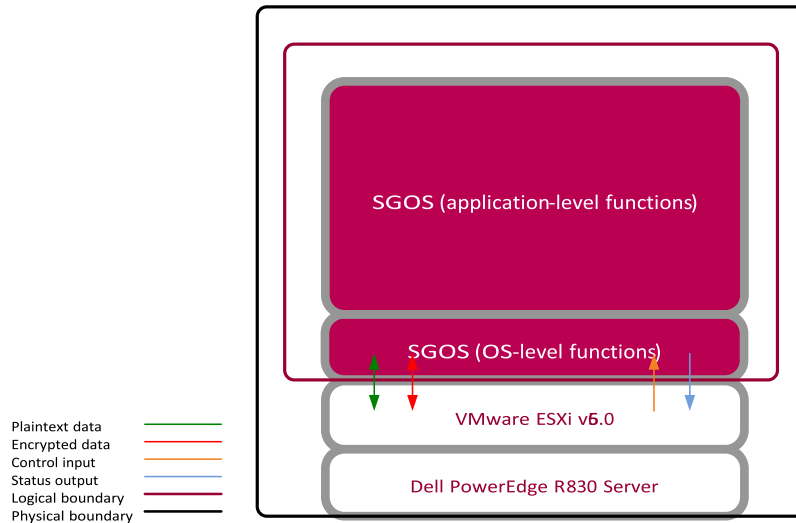 SGOS (application-level functions)
SGOS (OS-level functions)
VMware ESXi
Dell PowerEdge R830 Server
Plaintext data
Encrypted data
Control input
Status output
Logical boundary
Physical boundary